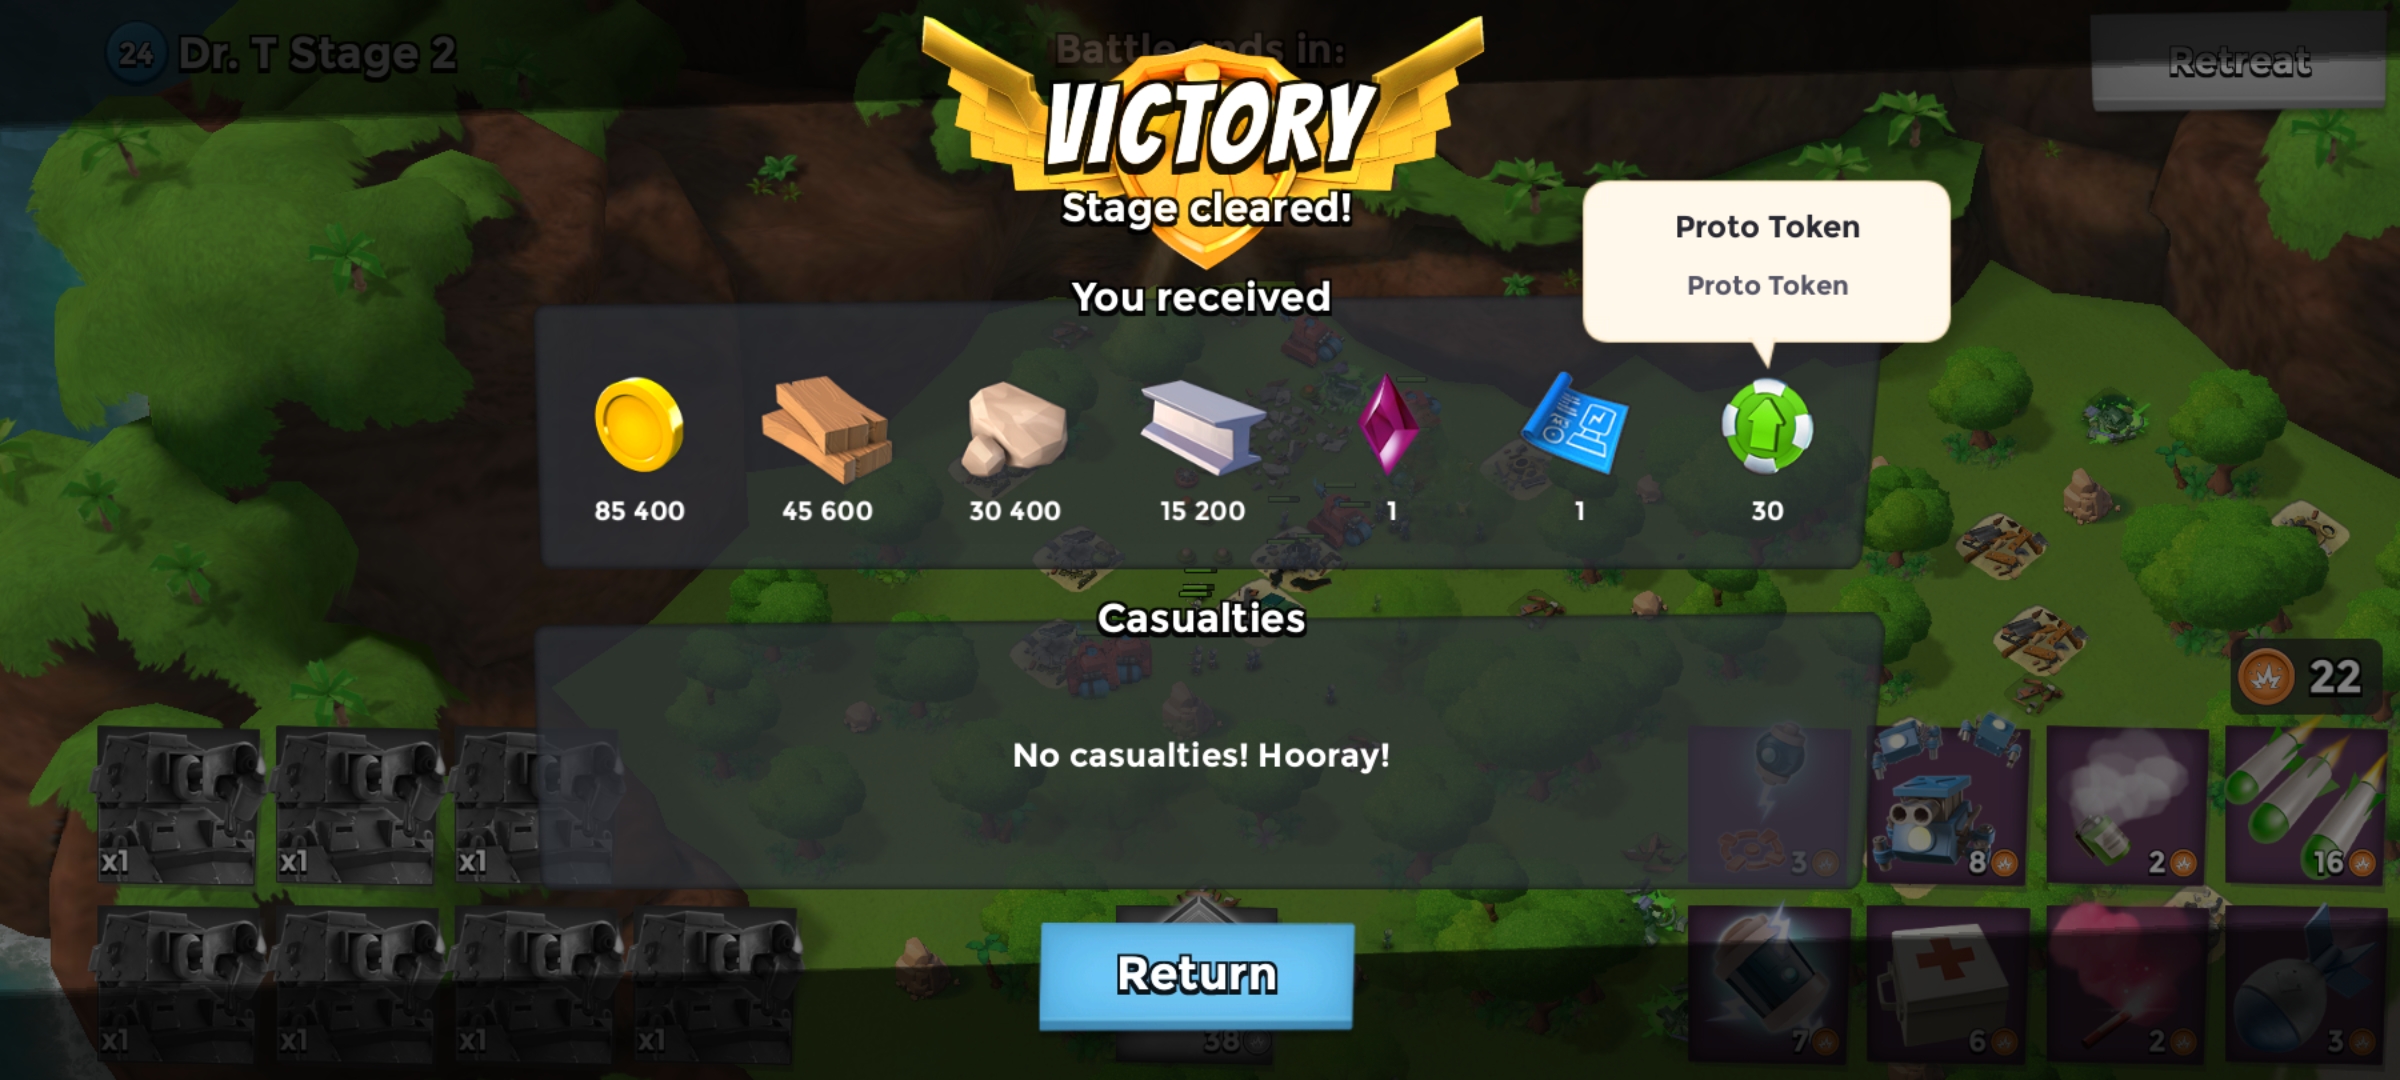 24 Dr. T Stage 2
Battle ends in:
Retreat
VICTORY
Stage cleared!
You received
Proto Token
Proto Token
85 400
45 600
30 400
15 200
1
1
30
Casualties
No casualties! Hooray!
22
x1
x1
x1
3
8
2
16
x1
x1
x1
x1
Return
38
7
6
2
3